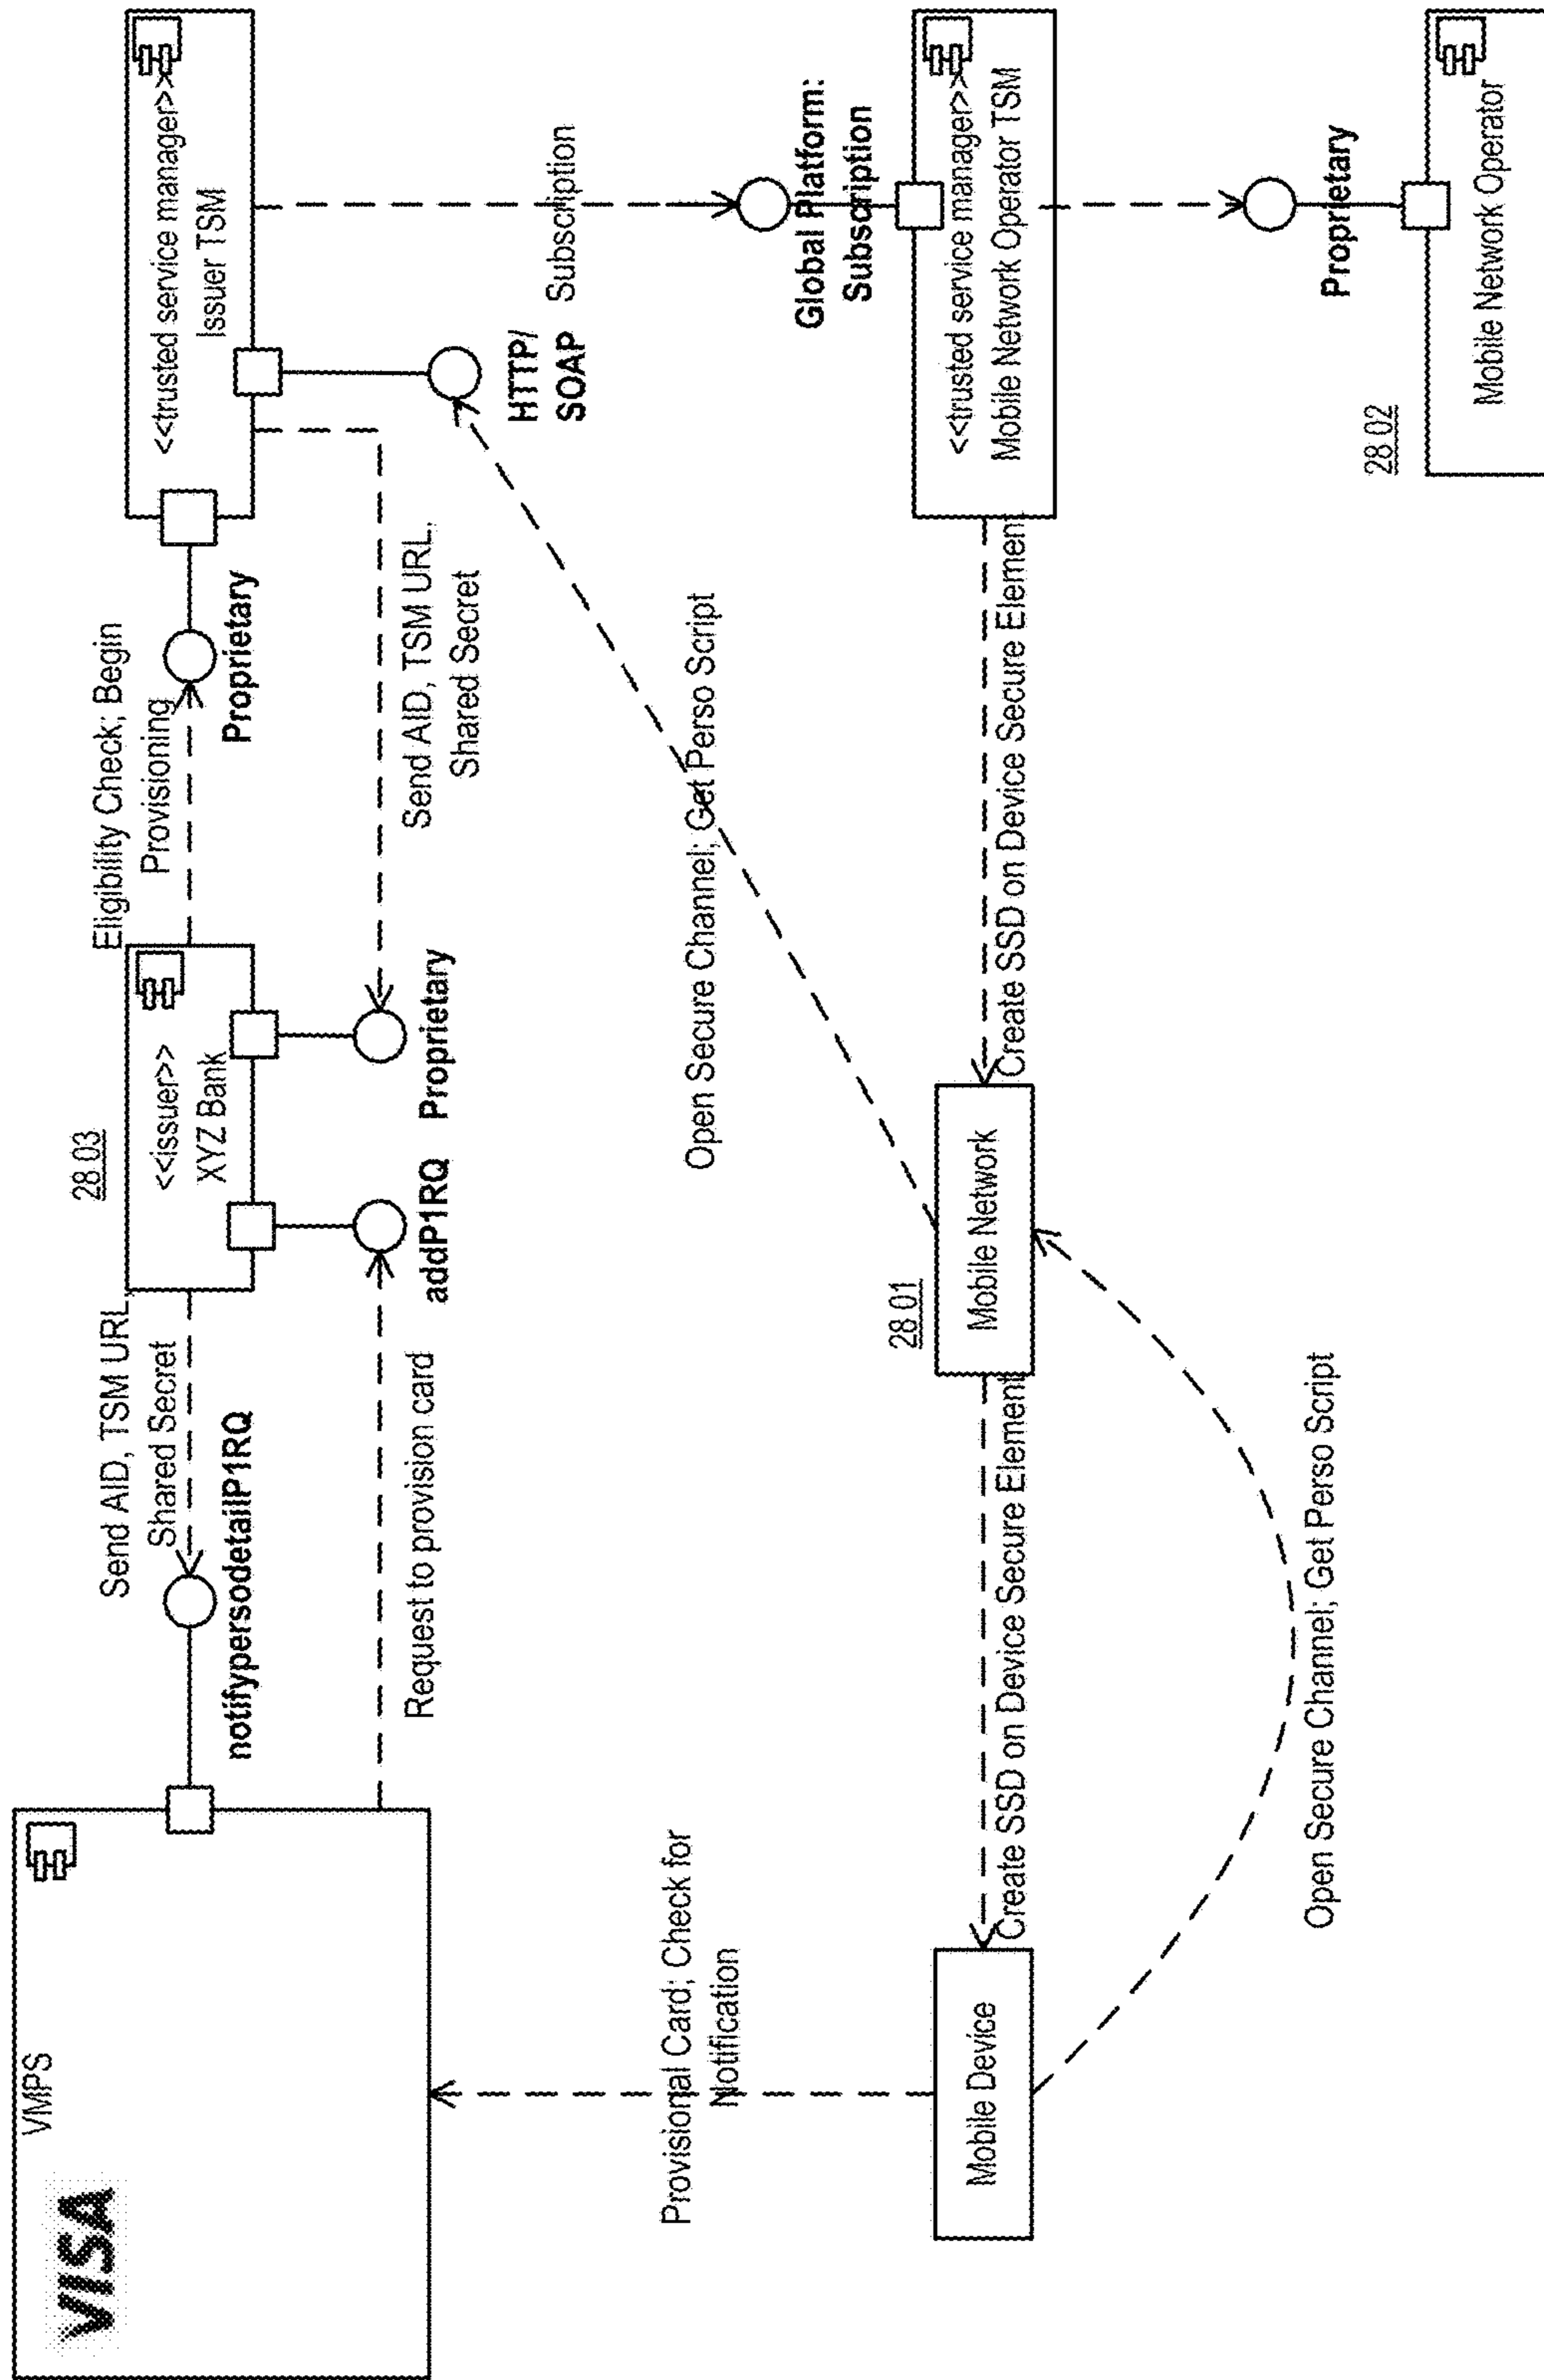 VISA
VMPS
Send AID, TSM URL,
Shared Secret
notifypersodetailP1RQ
Request to provision card
28 03
<<issuer>>
XYZ Bank
addP1RQ
Proprietary
Eligibility Check; Begin
Provisioning
Proprietary
Send AID, TSM URL,
Shared Secret
<<trusted service manager>>
Issuer TSM
HTTP/
SOAP
Subscription
Provisional Card; Check for
Notification
Open Secure Channel; Get Perso Script
Global Platform:
Subscription
Mobile Device
Create SSD on Device Secure Element
28 01
Mobile Network
Create SSD on Device Secure Element
<<trusted service manager>>
Mobile Network Operator TSM
Open Secure Channel; Get Perso Script
Proprietary
28 02
Mobile Network Operator